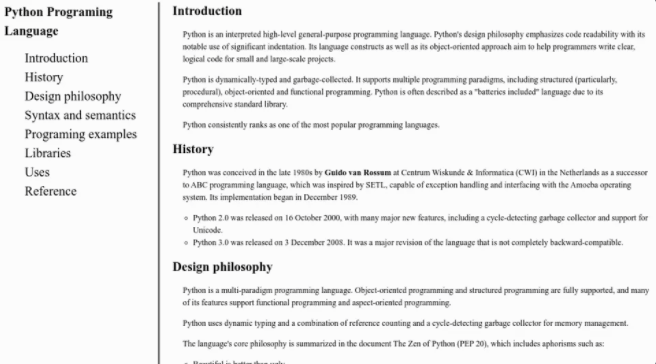 Python Programing
Language
Introduction
History
Design philosophy
Syntax and semantics
Programing examples
Libraries
Uses
Reference
Introduction
Python is an interpreted high-level general-purpose programming language. Python's design philosophy emphasizes code readability with its
notable use of significant indentation. Its language constructs as well as its object-oriented approach aim to help programmers write clear,
logical code for small and large-scale projects.
Python is dynamically-typed and garbage-collected. It supports multiple programming paradigms, including structured (particularly,
procedural), object-oriented and functional programming. Python is often described as a "batteries included" language due to its
comprehensive standard library.
Python consistently ranks as one of the most popular programming languages.
History
Python was conceived in the late 1980s by Guido van Rossum at Centrum Wiskunde & Informatica (CWI) in the Netherlands as a successor
to ABC programming language, which was inspired by SETL, capable of exception handling and interfacing with the Amoeba operating
system. Its implementation began in December 1989.
Python 2.0 was released on 16 October 2000, with many major new features, including a cycle-detecting garbage collector and support for
Unicode.
Python 3.0 was released on 3 December 2008. It was a major revision of the language that is not completely backward-compatible.
Design philosophy
Python is a multi-paradigm programming language. Object-oriented programming and structured programming are fully supported, and many
of its features support functional programming and aspect-oriented programming.
Python uses dynamic typing and a combination of reference counting and a cycle-detecting garbage collector for memory management.
The language's core philosophy is summarized in the document The Zen of Python (PEP 20), which includes aphorisms such as: